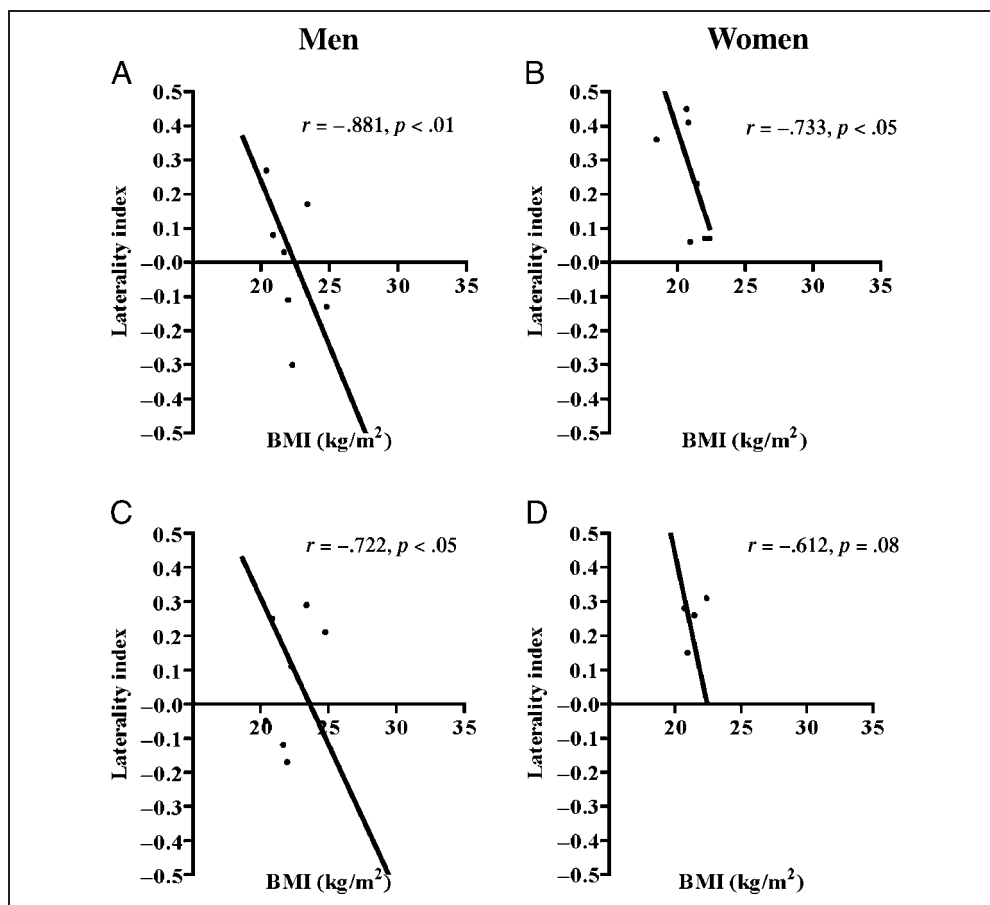 Men
Women
A
0.5
0.4
0.3
0.2
0.1
–0.0
–0.1
–0.2
–0.3
–0.4
–0.5
Laterality index
r = –.881, p < .01
20 25 30 35
BMI (kg/m²)
B
0.5
0.4
0.3
0.2
0.1
–0.0
–0.1
–0.2
–0.3
–0.4
–0.5
Laterality index
r = –.733, p < .05
20 25 30 35
BMI (kg/m²)
C
0.5
0.4
0.3
0.2
0.1
–0.0
–0.1
–0.2
–0.3
–0.4
–0.5
Laterality index
r = –.722, p < .05
20 25 30 35
BMI (kg/m²)
D
0.5
0.4
0.3
0.2
0.1
–0.0
–0.1
–0.2
–0.3
–0.4
–0.5
Laterality index
r = –.612, p = .08
20 25 30 35
BMI (kg/m²)